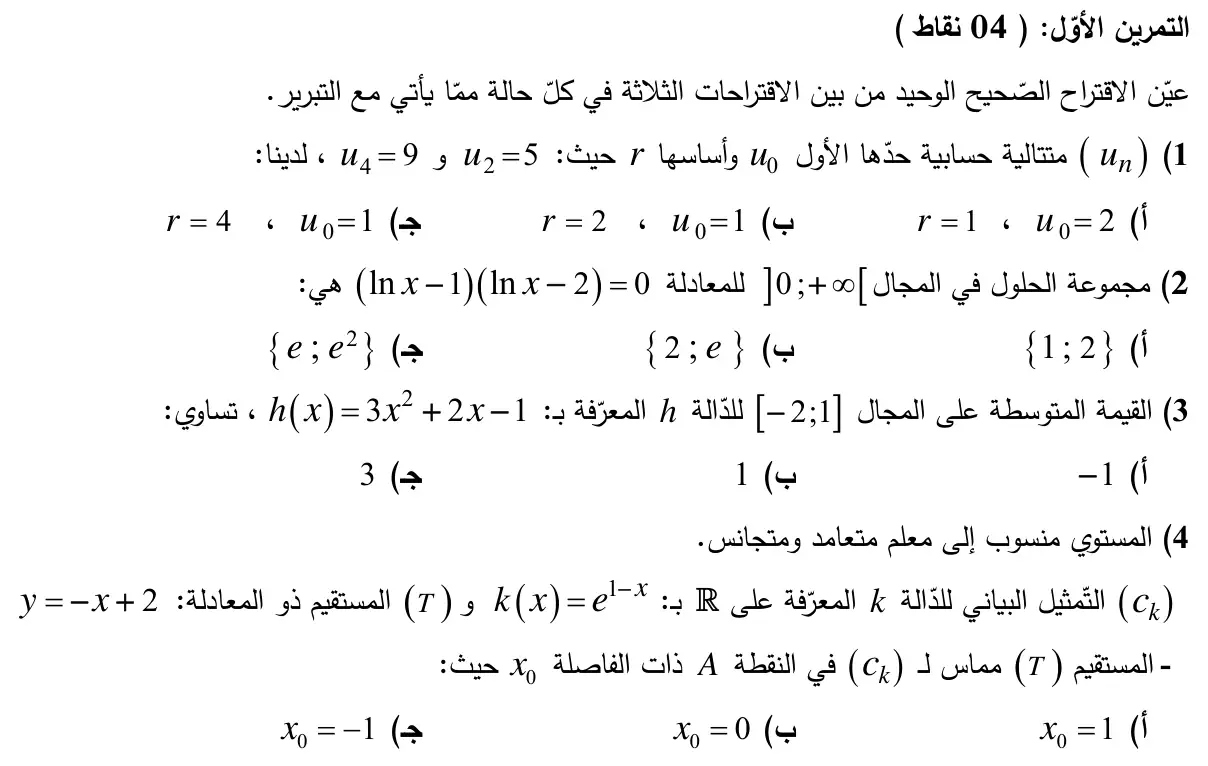 التمرين الأوّل: ( 04 نقاط )
عيّن الاقتراح الصّحيح الوحيد من بين الاقتراحات الثلاثة في كلّ حالة ممّا يأتي مع التبرير.
1) (uₙ) متتالية حسابية حدّها الأول u₀ وأساسها r حيث: u₂=5 و u₄=9 ، لدينا:
أ) u₀=2 ، r=1 ب) u₀=1 ، r=2 جـ) u₀=1 ، r=4
2) مجموعة الحلول في المجال ]0;+∞[ للمعادلة (ln x−1)(ln x−2)=0 هي:
أ) {1;2} ب) {2;e} جـ) {e;e²}
3) القيمة المتوسطة على المجال [−2;1] للدّالة h المعرّفة بـ: h(x)=3x²+2x−1 ، تساوي:
أ) −1 ب) 1 جـ) 3
4) المستوي منسوب إلى معلم متعامد ومتجانس.
(cₖ) التّمثيل البياني للدّالة k المعرّفة على ℝ بـ: k(x)=e¹⁻ˣ و (T) المستقيم ذو المعادلة: y=−x+2
- المستقيم (T) مماس لـ (cₖ) في النقطة A ذات الفاصلة x₀ حيث:
أ) x₀=1 ب) x₀=0 جـ) x₀=−1